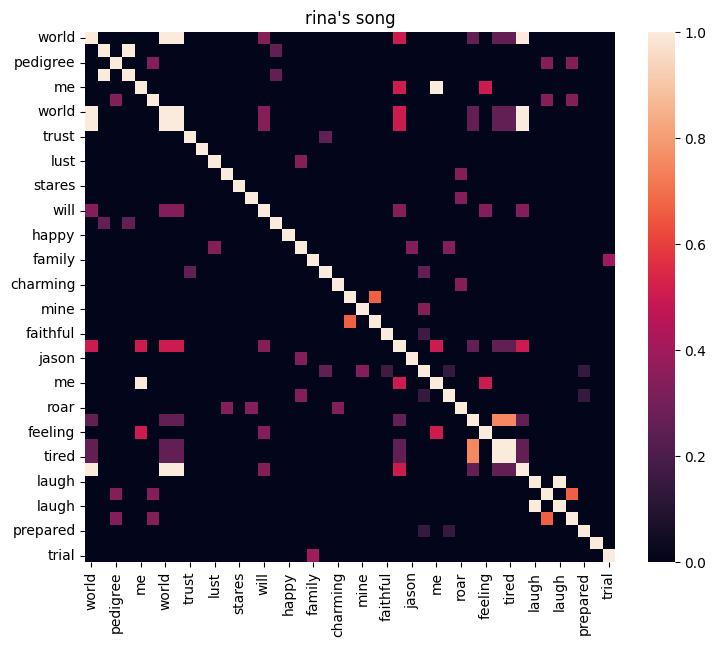 rina's song
world
pedigree
me
world
trust
lust
stares
will
happy
family
charming
mine
faithful
jason
me
roar
feeling
tired
laugh
laugh
prepared
trial
1.0
0.8
0.6
0.4
0.2
0.0
world
pedigree
me
world
trust
lust
stares
will
happy
family
charming
mine
faithful
jason
me
roar
feeling
tired
laugh
laugh
prepared
trial